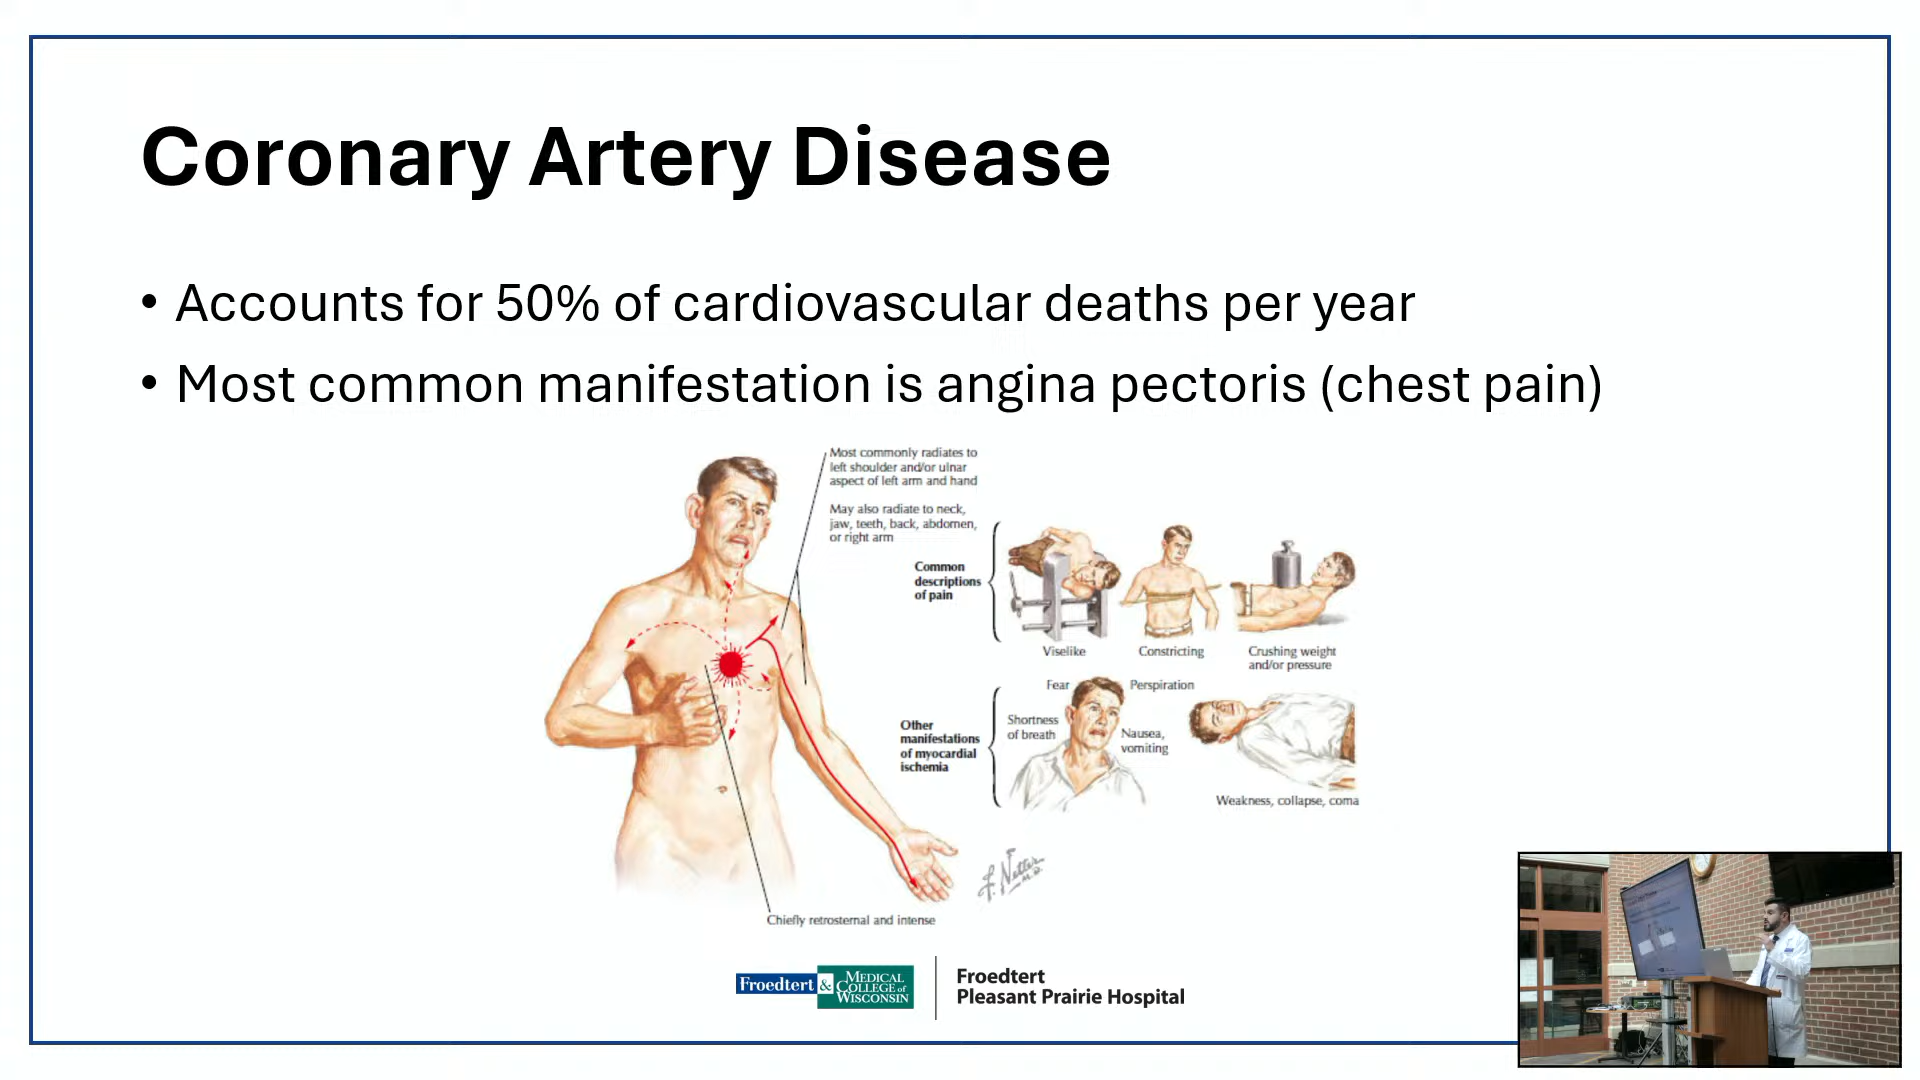 Coronary Artery Disease
• Accounts for 50% of cardiovascular deaths per year
• Most common manifestation is angina pectoris (chest pain)
Most commonly radiates to
left shoulder and/or ulnar
aspect of left arm and hand
May also radiate to neck,
jaw, teeth, back, abdomen,
or right arm
Common
descriptions
of pain
Viselike
Constricting
Crushing weight
and/or pressure
Other
manifestations
of myocardial
ischemia
Fear
Perspiration
Shortness
of breath
Nausea,
vomiting
Weakness, collapse, coma
Chiefly retrosternal and intense
F. Netter
M.D.
Froedtert &
MEDICAL
COLLEGE of
WISCONSIN
Froedtert
Pleasant Prairie Hospital